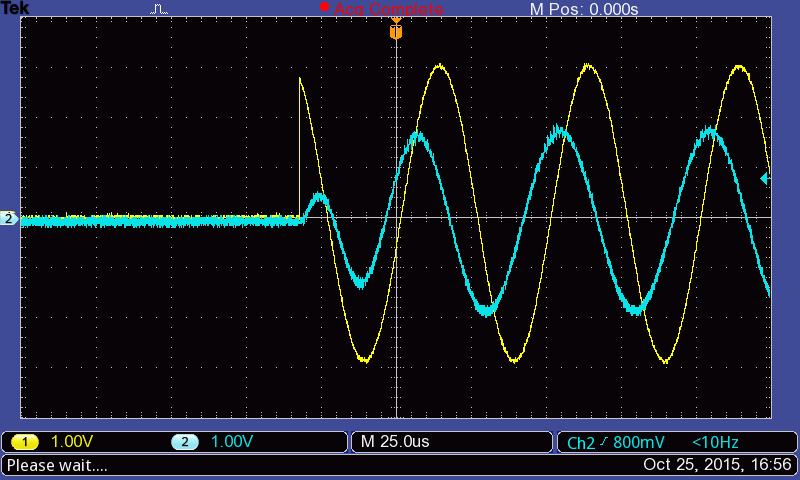 Tek Acq Complete M Pos: 0.000s
T
2
1 1.00V 2 1.00V M 25.0us Ch2 800mV <10Hz
Please wait.... Oct 25, 2015, 16:56